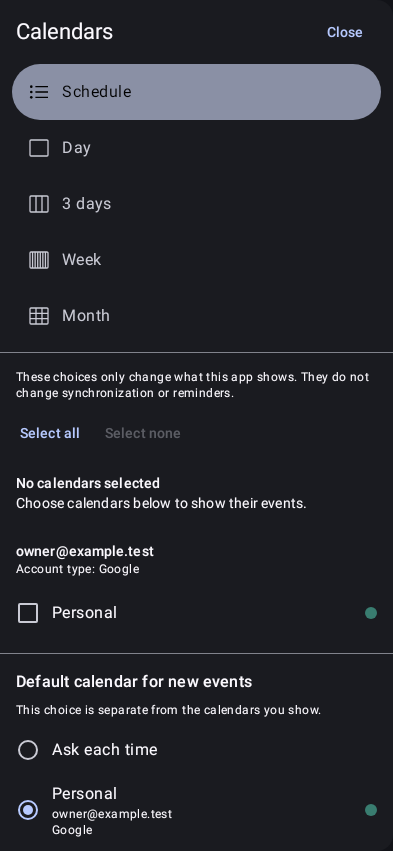 Calendars
Close
Schedule
Day
3 days
Week
Month
These choices only change what this app shows. They do not
change synchronization or reminders.
Select all
Select none
No calendars selected
Choose calendars below to show their events.
owner@example.test
Account type: Google
Personal
Default calendar for new events
This choice is separate from the calendars you show.
Ask each time
Personal
owner@example.test
Google